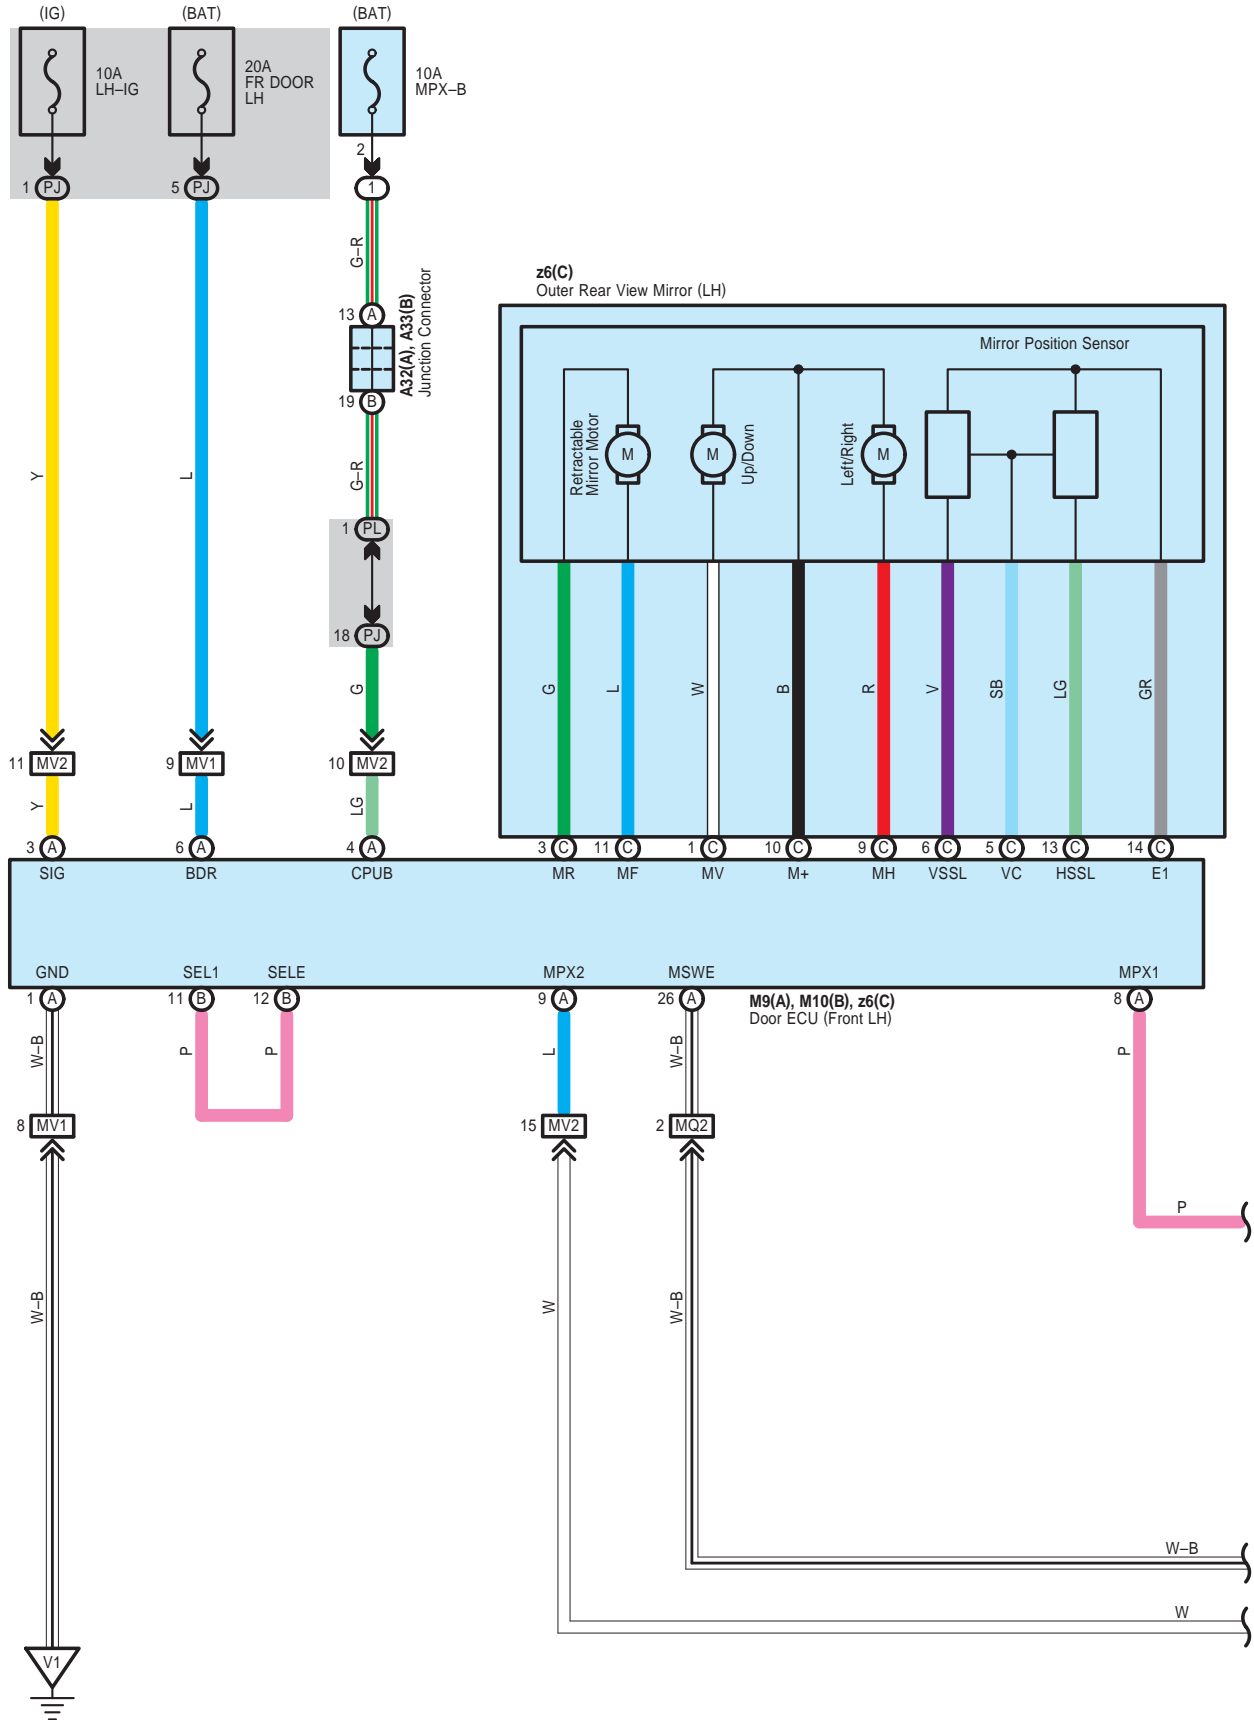 (IG)
(BAT)
(BAT)
10A
LH–IG
20A
FR DOOR
LH
10A
MPX–B
2
1 PJ
5 PJ
1
G–R
13 A
A32(A), A33(B)
Junction Connector
19 B
z6(C)
Outer Rear View Mirror (LH)
Mirror Position Sensor
Retractable
Mirror Motor
M
M
Up/Down
Left/Right
M
Y
L
G–R
1 PL
18 PJ
G
G
L
W
B
R
V
SB
LG
GR
11 MV2
9 MV1
10 MV2
Y
L
LG
3 A
6 A
4 A
3 C
11 C
1 C
10 C
9 C
6 C
5 C
13 C
14 C
SIG
BDR
CPUB
MR
MF
MV
M+
MH
VSSL
VC
HSSL
E1
GND
SEL1
SELE
MPX2
MSWE
MPX1
1 A
11 B
12 B
9 A
26 A
M9(A), M10(B), z6(C)
Door ECU (Front LH)
8 A
W–B
P
P
L
W–B
P
8 MV1
15 MV2
2 MQ2
P
W–B
W
W–B
W–B
W
V1